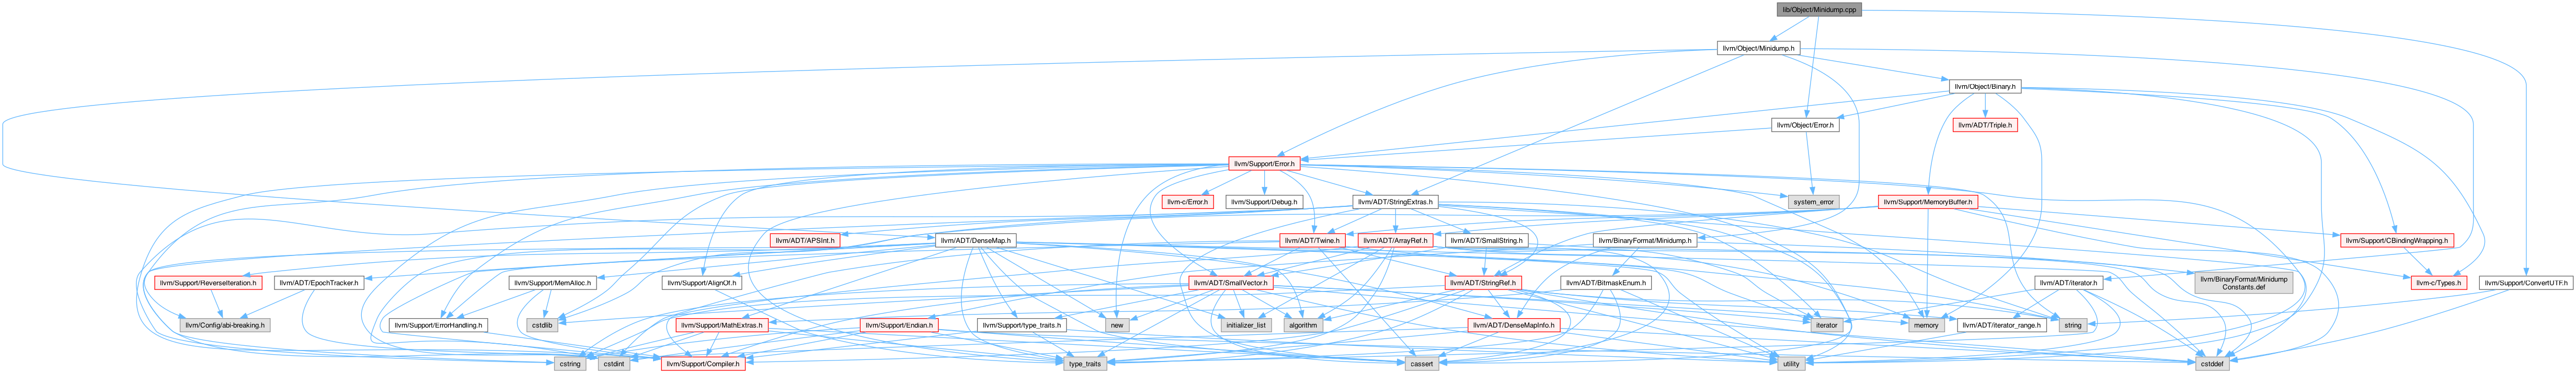 lib/Object/Minidump.cpp
llvm/Object/Minidump.h
llvm/Object/Binary.h
llvm/Object/Error.h
llvm/ADT/Triple.h
llvm/Support/Error.h
llvm-c/Error.h
llvm/Support/Debug.h
llvm/ADT/StringExtras.h
system_error
llvm/Support/MemoryBuffer.h
llvm/ADT/APSInt.h
llvm/ADT/DenseMap.h
llvm/ADT/Twine.h
llvm/ADT/ArrayRef.h
llvm/ADT/SmallString.h
llvm/BinaryFormat/Minidump.h
llvm/Support/CBindingWrapping.h
llvm/Support/ReverseIteration.h
llvm/ADT/EpochTracker.h
llvm/Support/MemAlloc.h
llvm/Support/AlignOf.h
llvm/ADT/SmallVector.h
llvm/ADT/StringRef.h
llvm/ADT/BitmaskEnum.h
llvm/ADT/iterator.h
llvm/BinaryFormat/Minidump
Constants.def
llvm-c/Types.h
llvm/Support/ConvertUTF.h
llvm/Config/abi-breaking.h
llvm/Support/ErrorHandling.h
cstdlib
llvm/Support/MathExtras.h
llvm/Support/Endian.h
llvm/Support/type_traits.h
new
initializer_list
algorithm
llvm/ADT/DenseMapInfo.h
iterator
memory
llvm/ADT/iterator_range.h
string
cstring
cstdint
llvm/Support/Compiler.h
type_traits
cassert
utility
cstddef